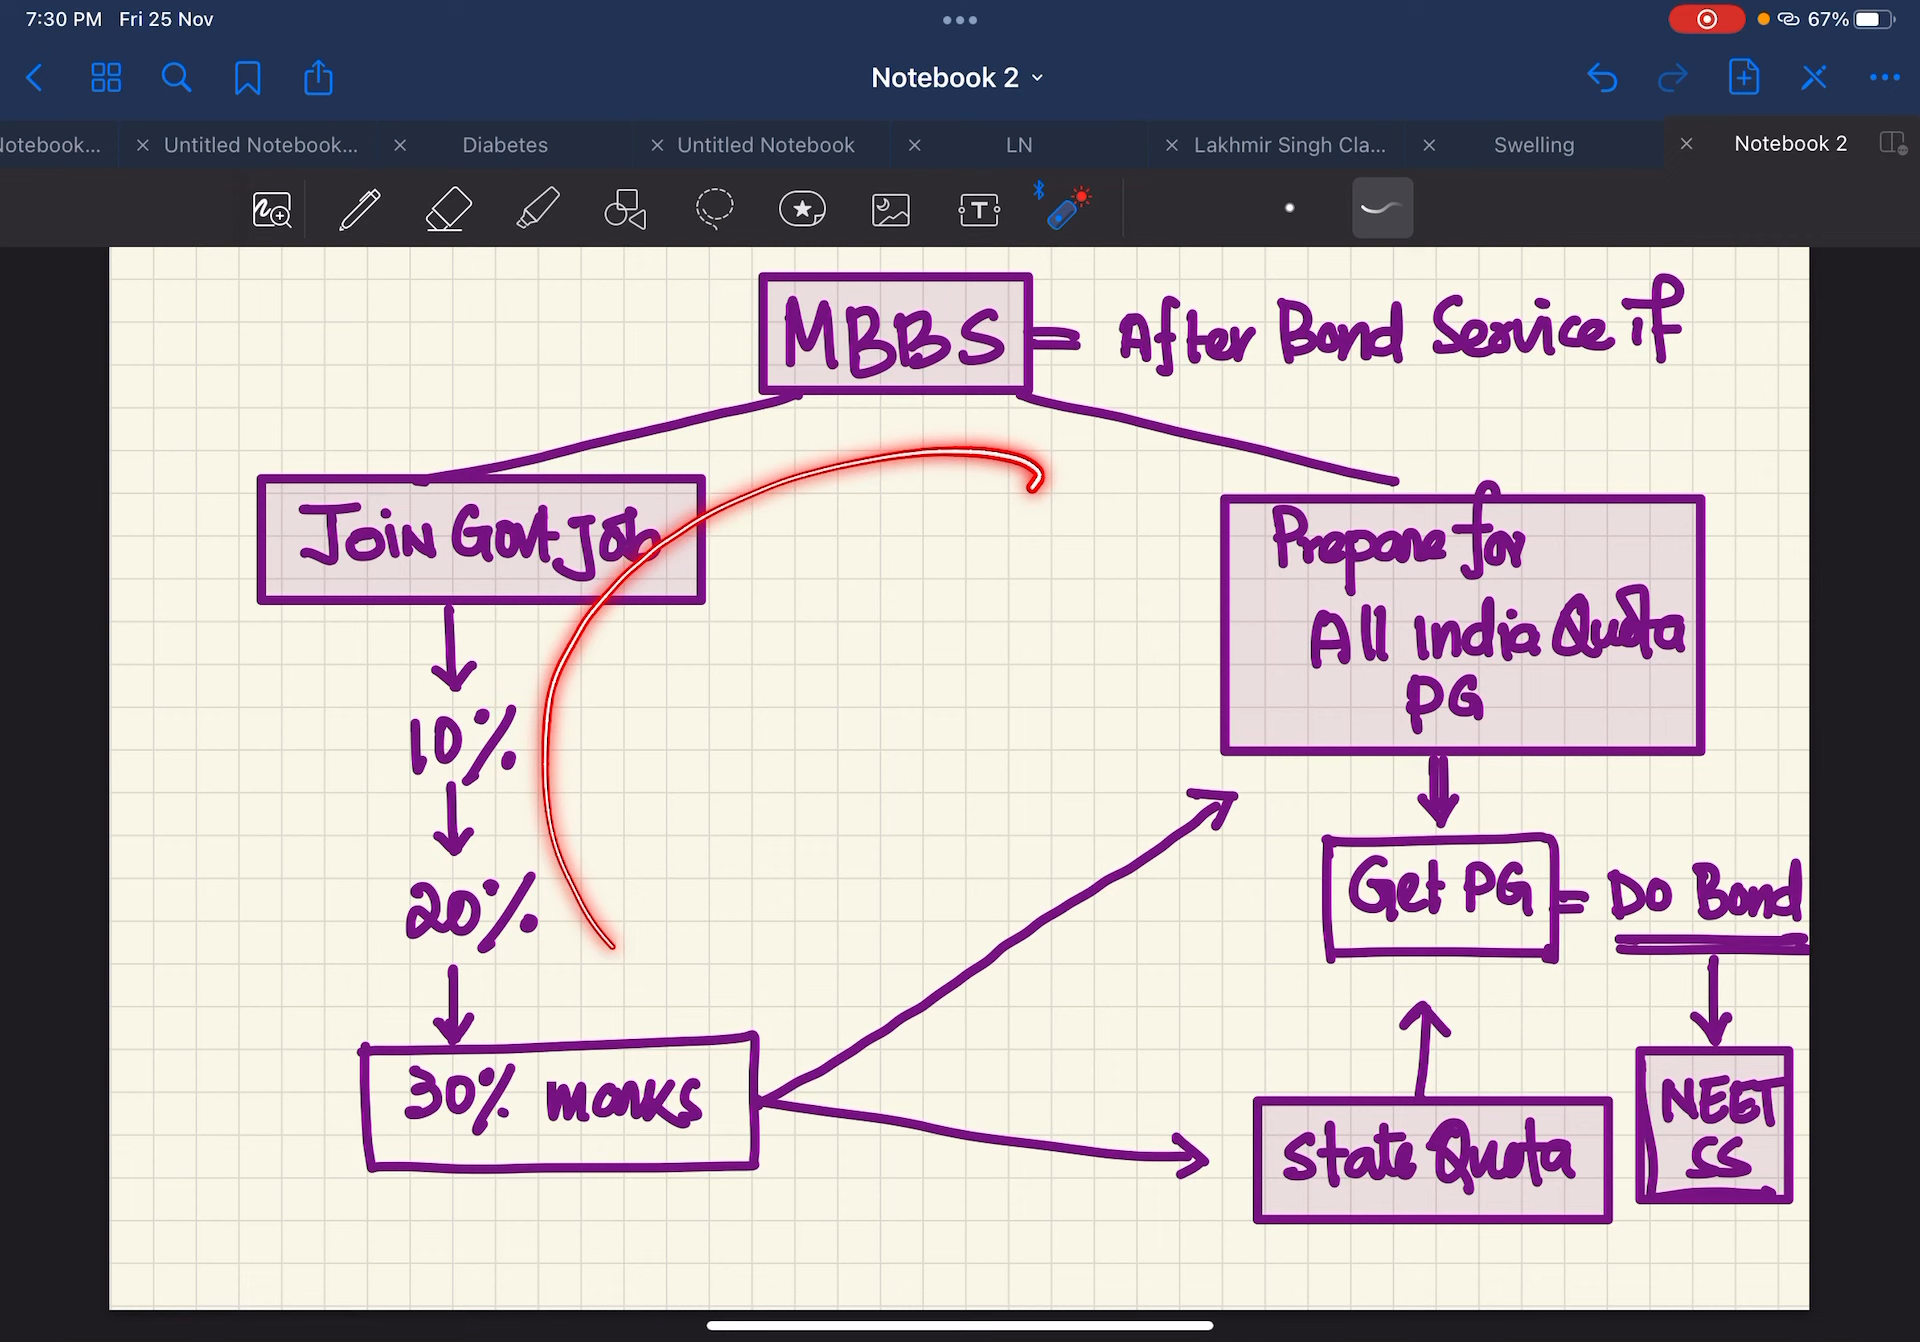 7:30 PM Fri 25 Nov
67%
Notebook 2
Notebook...
Untitled Notebook...
Diabetes
Untitled Notebook
LN
Lakhmir Singh Cla...
Swelling
Notebook 2
T
MBBS = After Bond Service if
Join Govt Job
Prepare for
All India Quota
PG
10%
20%
Get PG = Do Bond
30% marks
State Quota
NEET
SS